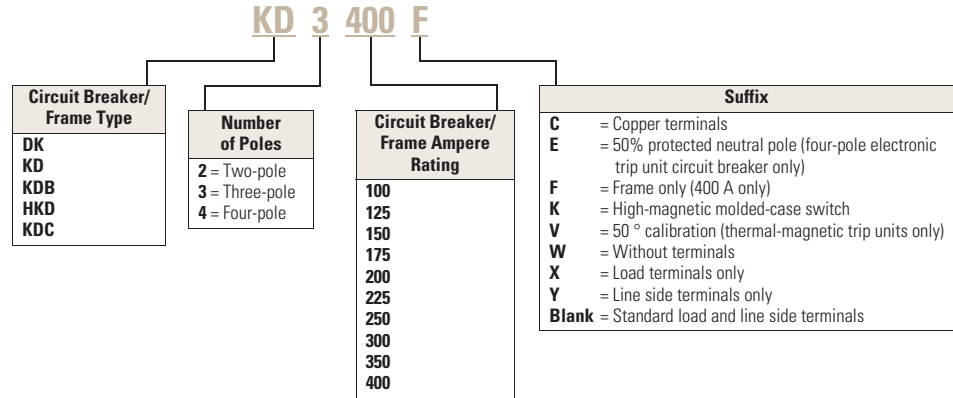 KD 3 400 F
Circuit Breaker/
Frame Type
DK
KD
KDB
HKD
KDC
Number
of Poles
2 = Two-pole
3 = Three-pole
4 = Four-pole
Circuit Breaker/
Frame Ampere
Rating
100
125
150
175
200
225
250
300
350
400
Suffix
C = Copper terminals
E = 50% protected neutral pole (four-pole electronic
trip unit circuit breaker only)
F = Frame only (400 A only)
K = High-magnetic molded-case switch
V = 50 ° calibration (thermal-magnetic trip units only)
W = Without terminals
X = Load terminals only
Y = Line side terminals only
Blank = Standard load and line side terminals